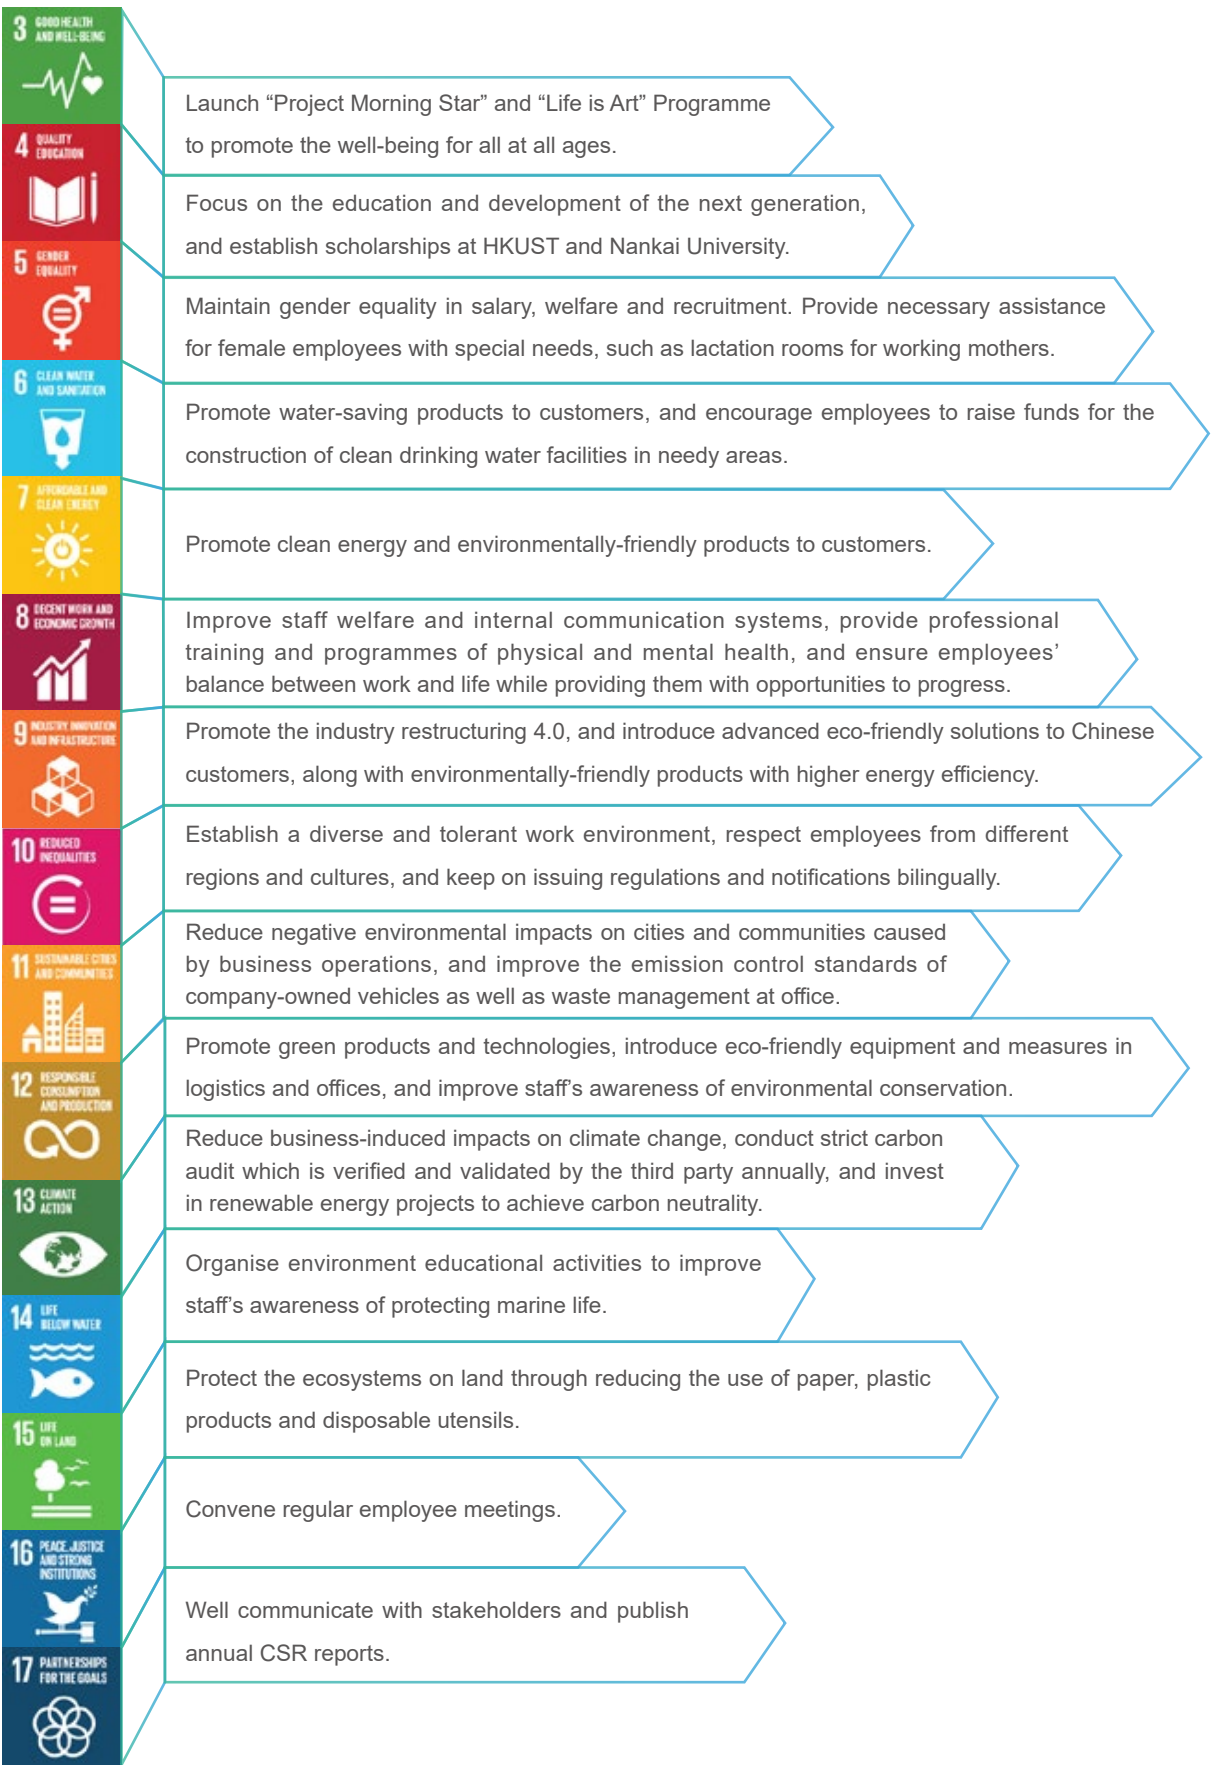 3 GOOD HEALTH
AND WELL-BEING
Launch “Project Morning Star” and “Life is Art” Programme
to promote the well-being for all at all ages.
4 QUALITY
EDUCATION
Focus on the education and development of the next generation,
and establish scholarships at HKUST and Nankai University.
5 GENDER
EQUALITY
Maintain gender equality in salary, welfare and recruitment. Provide necessary assistance
for female employees with special needs, such as lactation rooms for working mothers.
6 CLEAN WATER
AND SANITATION
Promote water-saving products to customers, and encourage employees to raise funds for the
construction of clean drinking water facilities in needy areas.
7 AFFORDABLE AND
CLEAN ENERGY
Promote clean energy and environmentally-friendly products to customers.
8 DECENT WORK AND
ECONOMIC GROWTH
Improve staff welfare and internal communication systems, provide professional
training and programmes of physical and mental health, and ensure employees’
balance between work and life while providing them with opportunities to progress.
9 INDUSTRY, INNOVATION
AND INFRASTRUCTURE
Promote the industry restructuring 4.0, and introduce advanced eco-friendly solutions to Chinese
customers, along with environmentally-friendly products with higher energy efficiency.
10 REDUCED
INEQUALITIES
Establish a diverse and tolerant work environment, respect employees from different
regions and cultures, and keep on issuing regulations and notifications bilingually.
11 SUSTAINABLE CITIES
AND COMMUNITIES
Reduce negative environmental impacts on cities and communities caused
by business operations, and improve the emission control standards of
company-owned vehicles as well as waste management at office.
12 RESPONSIBLE
CONSUMPTION
AND PRODUCTION
Promote green products and technologies, introduce eco-friendly equipment and measures in
logistics and offices, and improve staff’s awareness of environmental conservation.
13 CLIMATE
ACTION
Reduce business-induced impacts on climate change, conduct strict carbon
audit which is verified and validated by the third party annually, and invest
in renewable energy projects to achieve carbon neutrality.
14 LIFE
BELOW WATER
Organise environment educational activities to improve
staff’s awareness of protecting marine life.
15 LIFE
ON LAND
Protect the ecosystems on land through reducing the use of paper, plastic
products and disposable utensils.
16 PEACE, JUSTICE
AND STRONG
INSTITUTIONS
Convene regular employee meetings.
17 PARTNERSHIPS
FOR THE GOALS
Well communicate with stakeholders and publish
annual CSR reports.